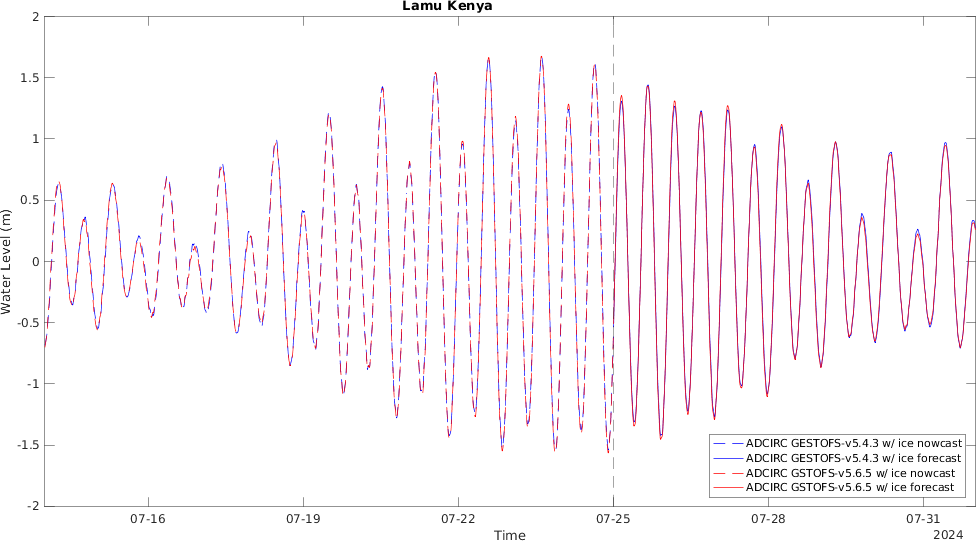 Lamu Kenya
2
1.5
1
0.5
0
-0.5
-1
-1.5
-2
Water Level (m)
ADCIRC GESTOFS-v5.4.3 w/ ice nowcast
ADCIRC GESTOFS-v5.4.3 w/ ice forecast
ADCIRC GSTOFS-v5.6.5 w/ ice nowcast
ADCIRC GSTOFS-v5.6.5 w/ ice forecast
07-16 07-19 07-22 07-25 07-28 07-31
Time
2024